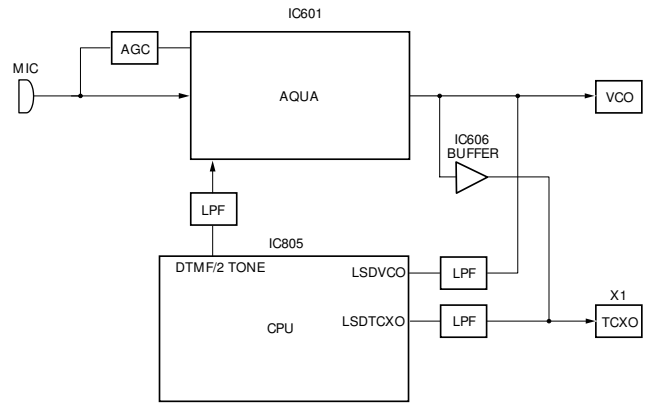 IC601
AGC
MIC
AQUA
VCO
IC606
BUFFER
LPF
IC805
DTMF/2 TONE
LSDVCO
LPF
X1
LSDTCXO
LPF
TCXO
CPU